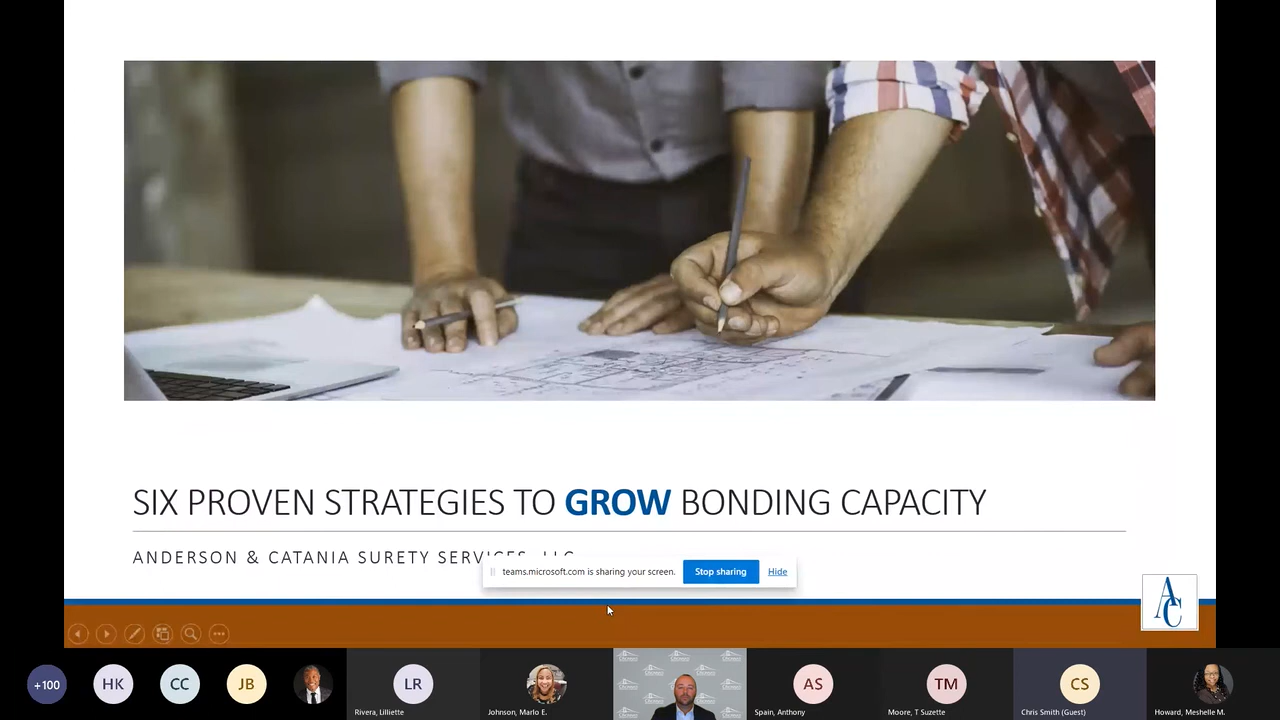 SIX PROVEN STRATEGIES TO GROW BONDING CAPACITY
ANDERSON & CATANIA SURETY SERVICES, LLC
teams.microsoft.com is sharing your screen.
Stop sharing
Hide
AC
+100
HK
CC
JB
LR
AS
TM
CS
Rivera, Lilliette
Johnson, Marlo E.
Spain, Anthony
Moore, T Suzette
Chris Smith (Guest)
Howard, Meshelle M.